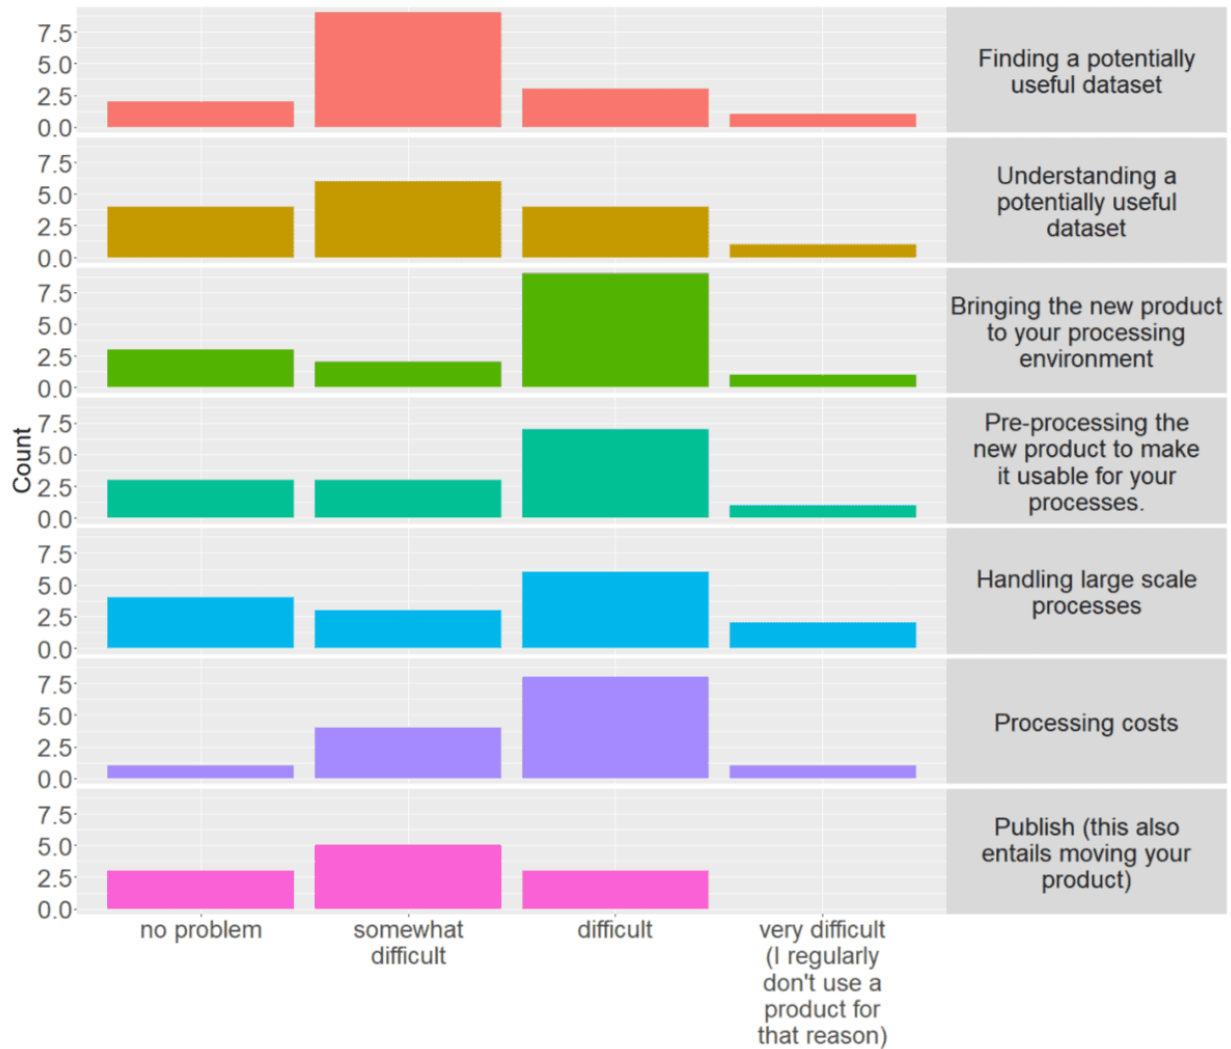 7.5
5.0
2.5
0.0
Finding a potentially
useful dataset
7.5
5.0
2.5
0.0
Understanding a
potentially useful
dataset
7.5
5.0
2.5
0.0
Bringing the new product
to your processing
environment
Count
7.5
5.0
2.5
0.0
Pre-processing the
new product to make
it usable for your
processes.
7.5
5.0
2.5
0.0
Handling large scale
processes
7.5
5.0
2.5
0.0
Processing costs
7.5
5.0
2.5
0.0
Publish (this also
entails moving your
product)
no problem
somewhat
difficult
difficult
very difficult
(I regularly
don't use a
product for
that reason)